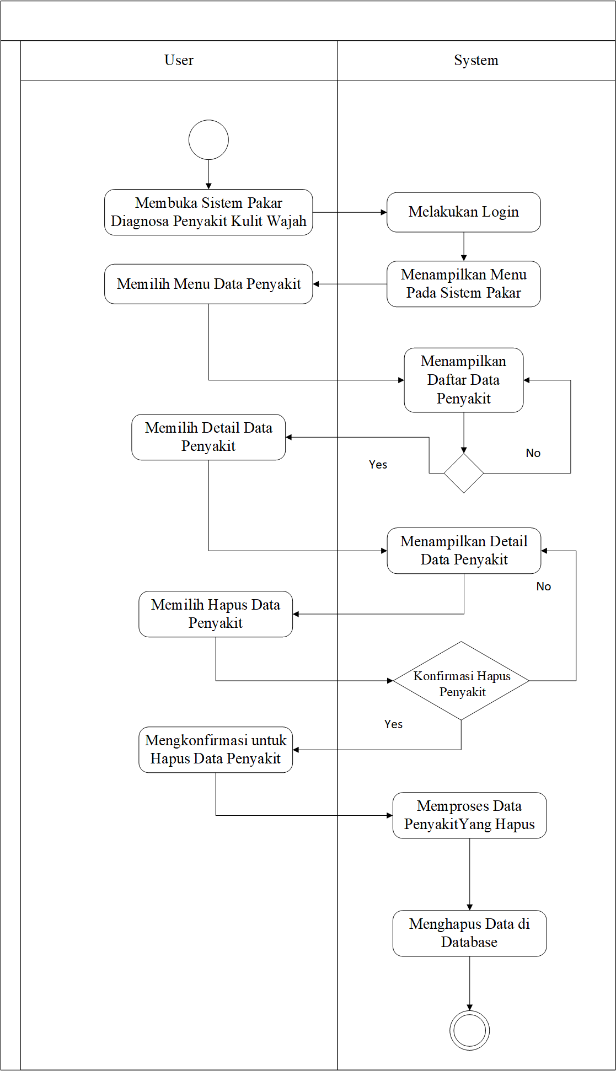 User
System
Membuka Sistem Pakar
Diagnosa Penyakit Kulit Wajah
Melakukan Login
Memilih Menu Data Penyakit
Menampilkan Menu
Pada Sistem Pakar
Menampilkan
Daftar Data
Penyakit
Memilih Detail Data
Penyakit
Yes
No
Menampilkan Detail
Data Penyakit
No
Memilih Hapus Data
Penyakit
Konfirmasi Hapus
Penyakit
Yes
Mengkonfirmasi untuk
Hapus Data Penyakit
Memproses Data
PenyakitYang Hapus
Menghapus Data di
Database